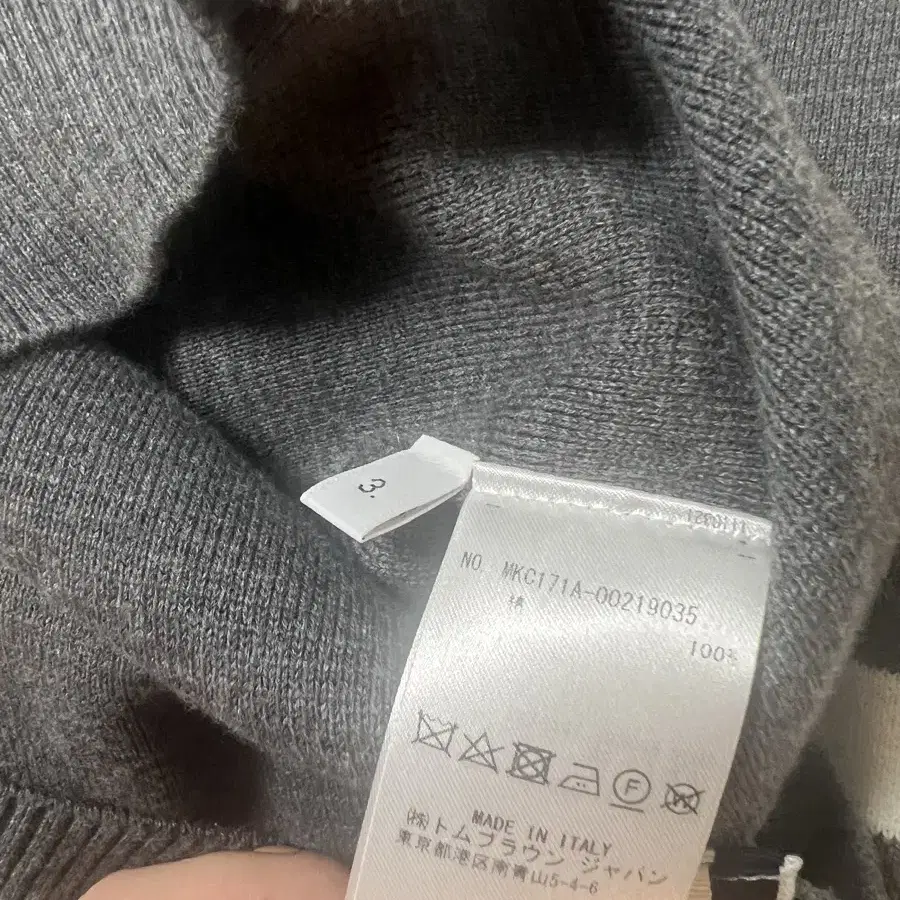 3.
NO. MKC171A-00219035
綿
100%
F
W
MADE IN ITALY
(株)トムブラウン ジャパン
東京都港区南青山5-4-6